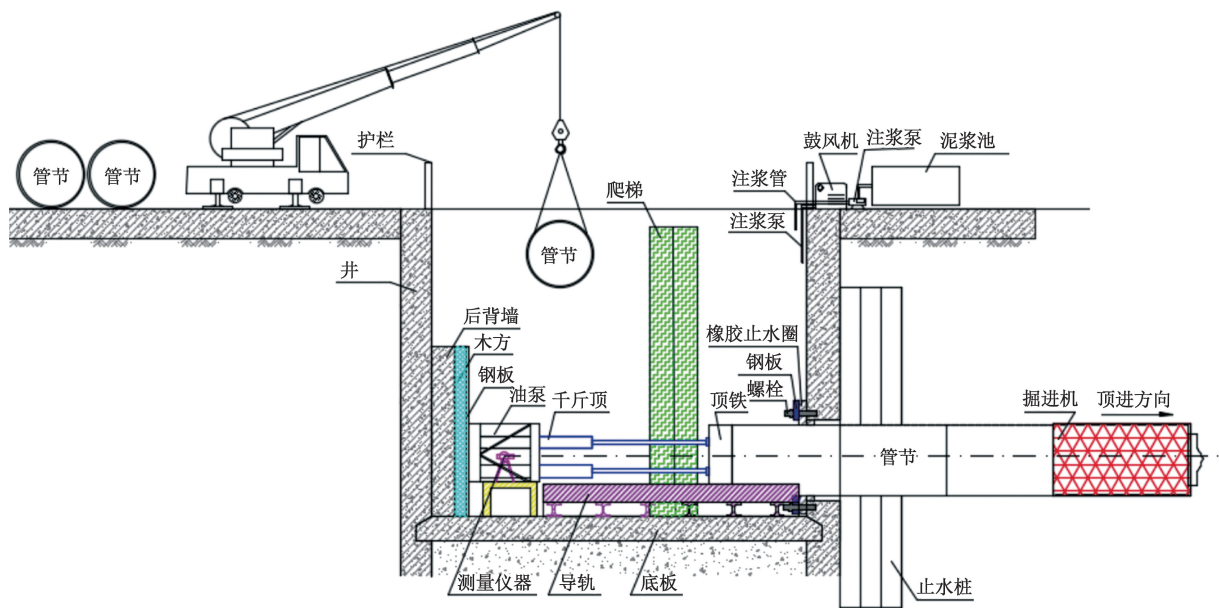 护栏
鼓风机
注浆泵
泥浆池
管节
管节
爬梯
注浆管
注浆泵
管节
井
后背墙
木方
钢板
油泵
千斤顶
橡胶止水圈
钢板
螺栓
顶铁
掘进机
顶进方向
管节
测量仪器
导轨
底板
止水桩